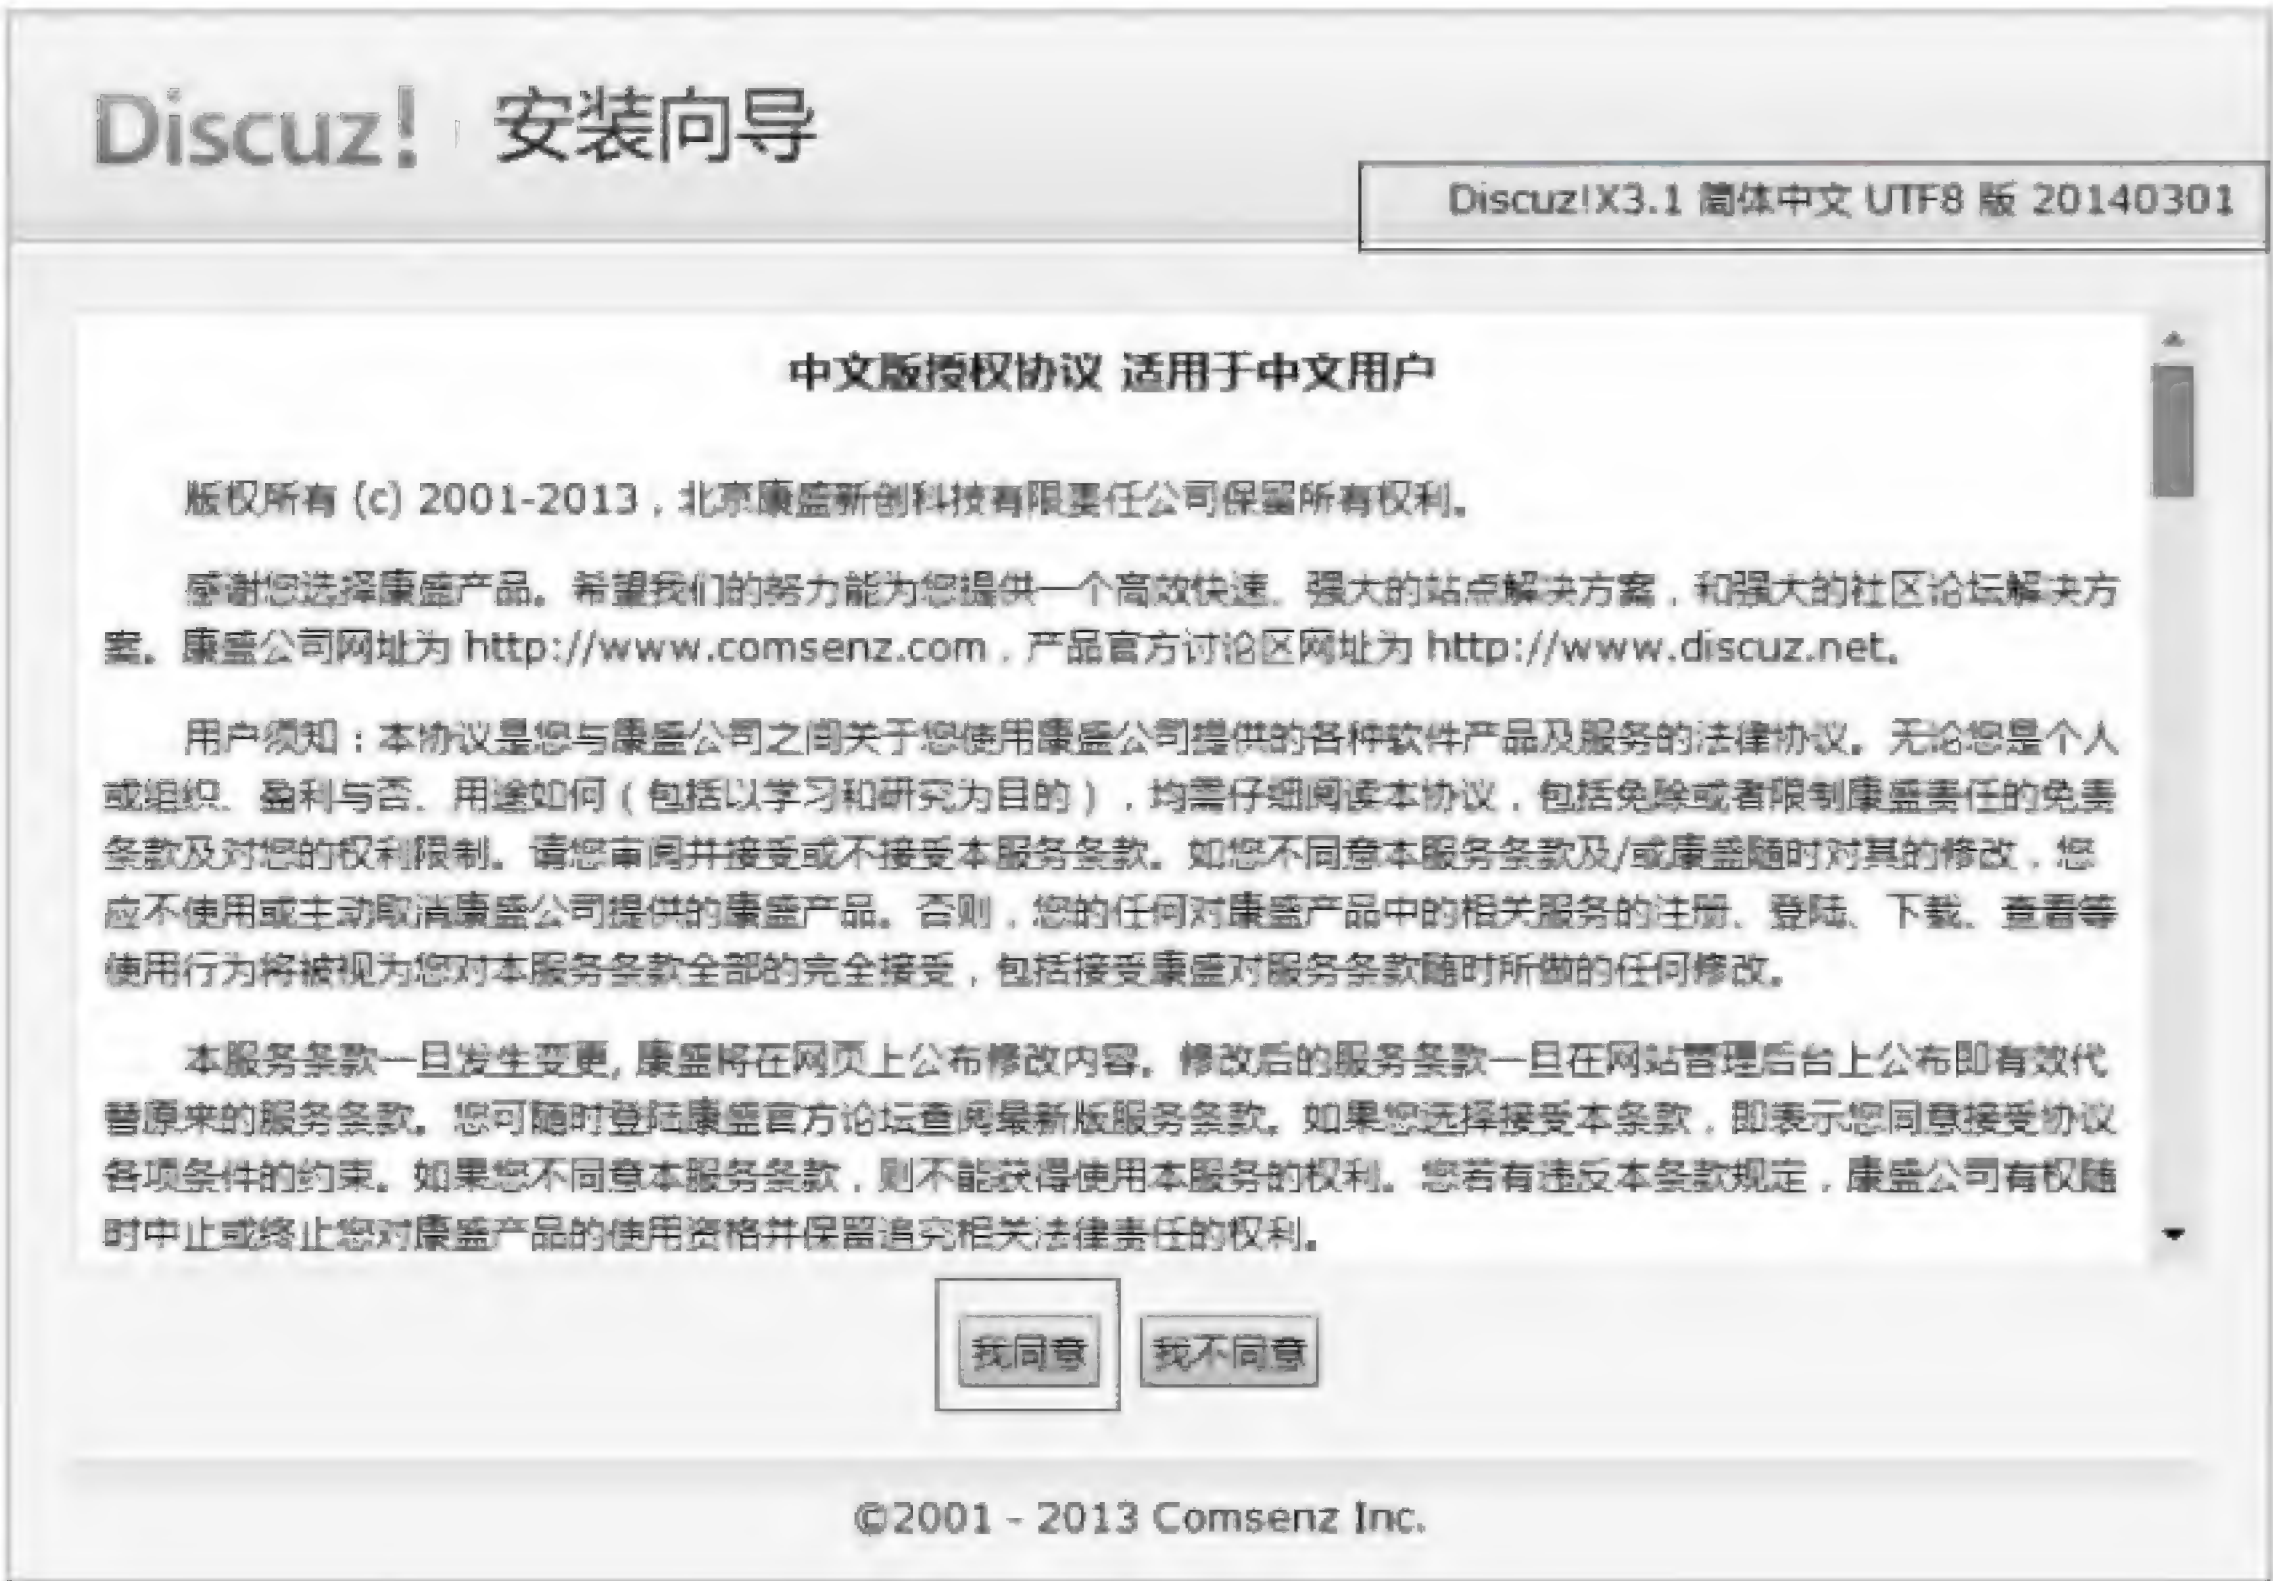 Discuz! 安装向导
Discuz!X3.1 简体中文 UTF8 版 20140301
中文版授权协议 适用于中文用户
版权所有 (c) 2001-2013，北京康盛新创科技有限责任公司保留所有权利。
感谢您选择康盛产品。希望我们的努力能为您提供一个高效快速、强大的站点解决方案，和强大的社区论坛解决方
案。康盛公司网址为 http://www.comsenz.com，产品官方讨论区网址为 http://www.discuz.net。
用户须知：本协议是您与康盛公司之间关于您使用康盛公司提供的各种软件产品及服务的法律协议。无论您是个人
或组织、盈利与否、用途如何（包括以学习和研究为目的），均需仔细阅读本协议，包括免除或者限制康盛责任的免责
条款及对您的权利限制。请您审阅并接受或不接受本服务条款。如您不同意本服务条款及/或康盛随时对其的修改，您
应不使用或主动取消康盛公司提供的康盛产品。否则，您的任何对康盛产品中的相关服务的注册、登陆、下载、查看等
使用行为将被视为您对本服务条款全部的完全接受，包括接受康盛对服务条款随时所做的任何修改。
本服务条款一旦发生变更, 康盛将在网页上公布修改内容。修改后的服务条款一旦在网站管理后台上公布即有效代
替原来的服务条款。您可随时登陆康盛官方论坛查阅最新版服务条款。如果您选择接受本条款，即表示您同意接受协议
各项条件的约束。如果您不同意本服务条款，则不能获得使用本服务的权利。您若有违反本条款规定，康盛公司有权随
时中止或终止您对康盛产品的使用资格并保留追究相关法律责任的权利。
我同意 我不同意
©2001 - 2013 Comsenz Inc.